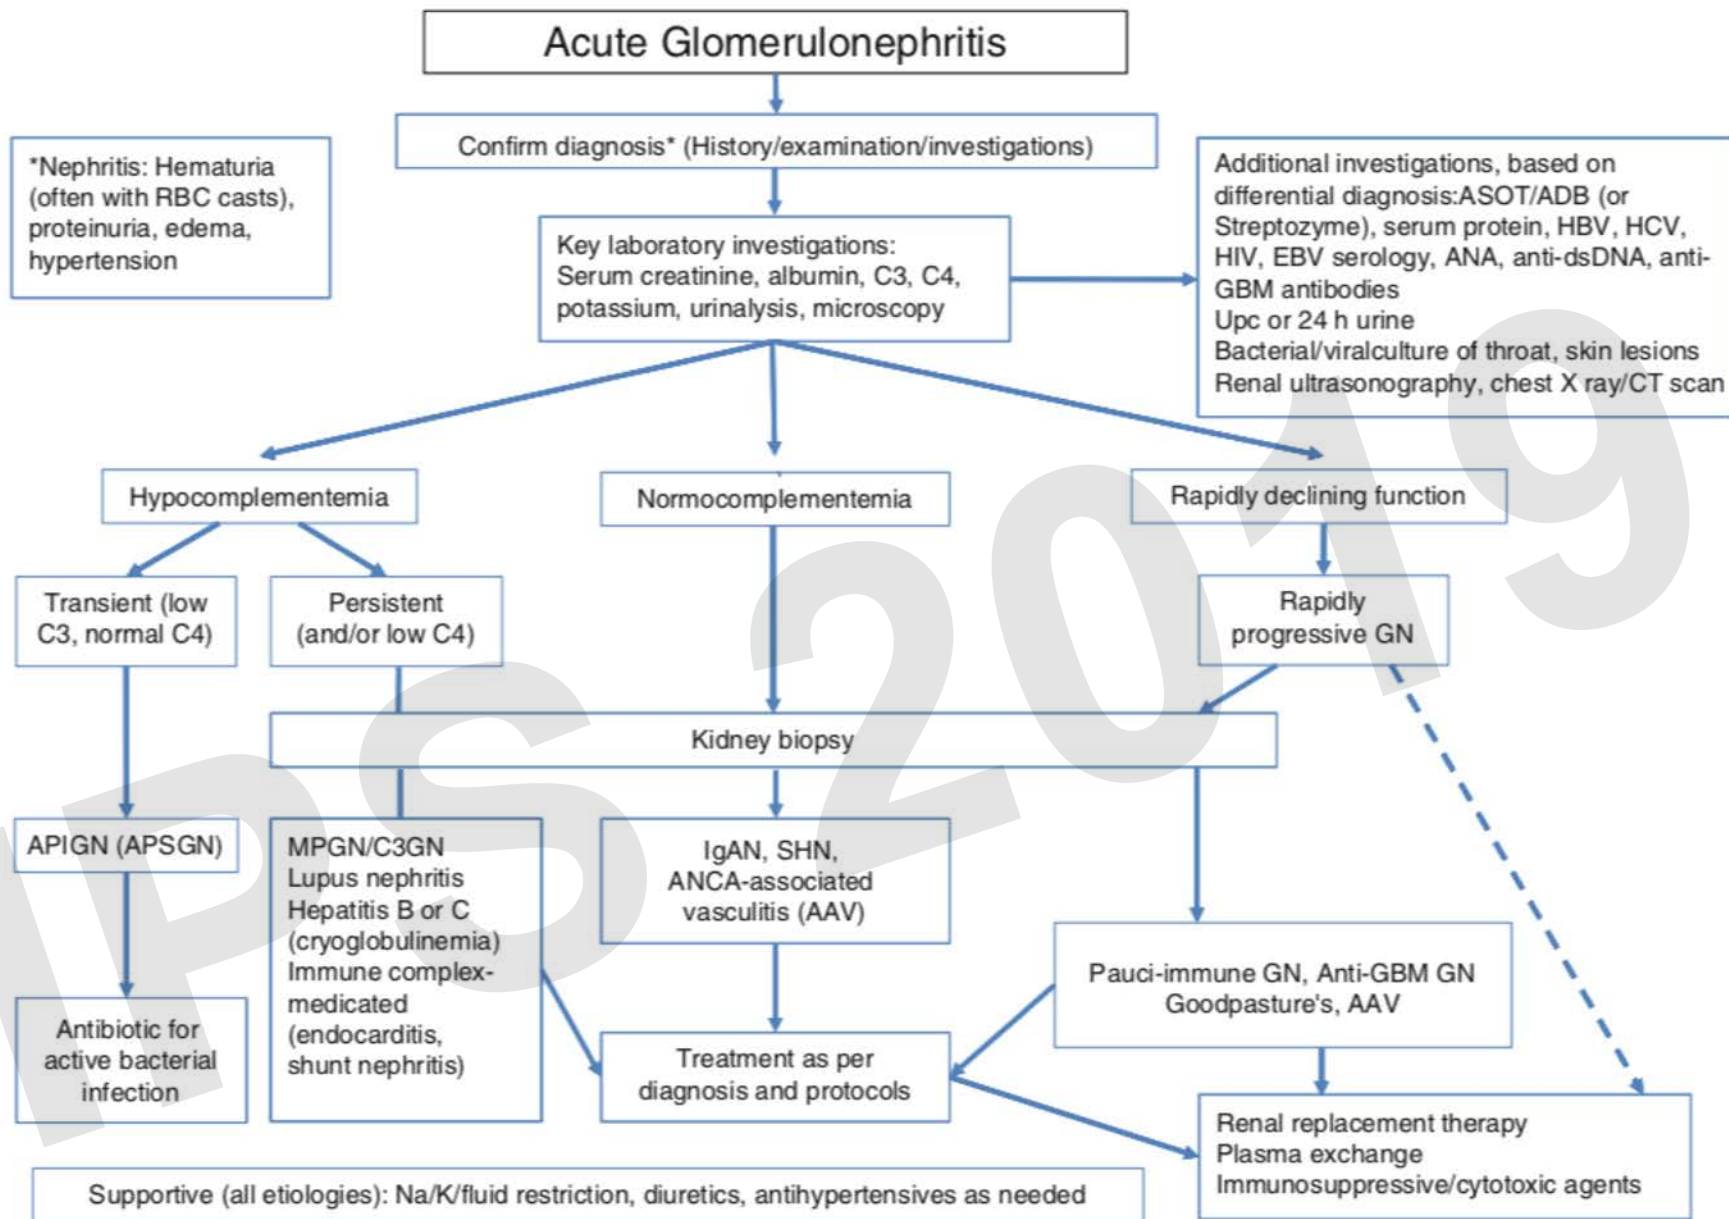 Acute Glomerulonephritis
Confirm diagnosis* (History/examination/investigations)
*Nephritis: Hematuria
(often with RBC casts),
proteinuria, edema,
hypertension
Key laboratory investigations:
Serum creatinine, albumin, C3, C4,
potassium, urinalysis, microscopy
Additional investigations, based on
differential diagnosis:ASOT/ADB (or
Streptozyme), serum protein, HBV, HCV,
HIV, EBV serology, ANA, anti-dsDNA, anti-
GBM antibodies
Upc or 24 h urine
Bacterial/viralculture of throat, skin lesions
Renal ultrasonography, chest X ray/CT scan
Hypocomplementemia
Normocomplementemia
Rapidly declining function
Transient (low
C3, normal C4)
Persistent
(and/or low C4)
Rapidly
progressive GN
Kidney biopsy
APIGN (APSGN)
MPGN/C3GN
Lupus nephritis
Hepatitis B or C
(cryoglobulinemia)
Immune complex-
medicated
(endocarditis,
shunt nephritis)
IgAN, SHN,
ANCA-associated
vasculitis (AAV)
Pauci-immune GN, Anti-GBM GN
Goodpasture's, AAV
Antibiotic for
active bacterial
infection
Treatment as per
diagnosis and protocols
Renal replacement therapy
Plasma exchange
Immunosuppressive/cytotoxic agents
Supportive (all etiologies): Na/K/fluid restriction, diuretics, antihypertensives as needed
2019